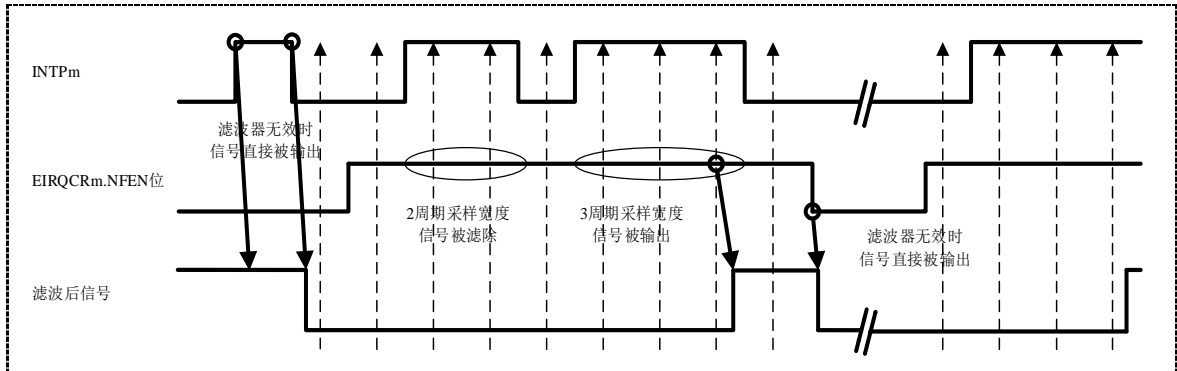 INTPm
滤波器无效时
信号直接被输出
EIRQCRm.NFEN位
2周期采样宽度
信号被滤除
3周期采样宽度
信号被输出
滤波器无效时
信号直接被输出
滤波后信号